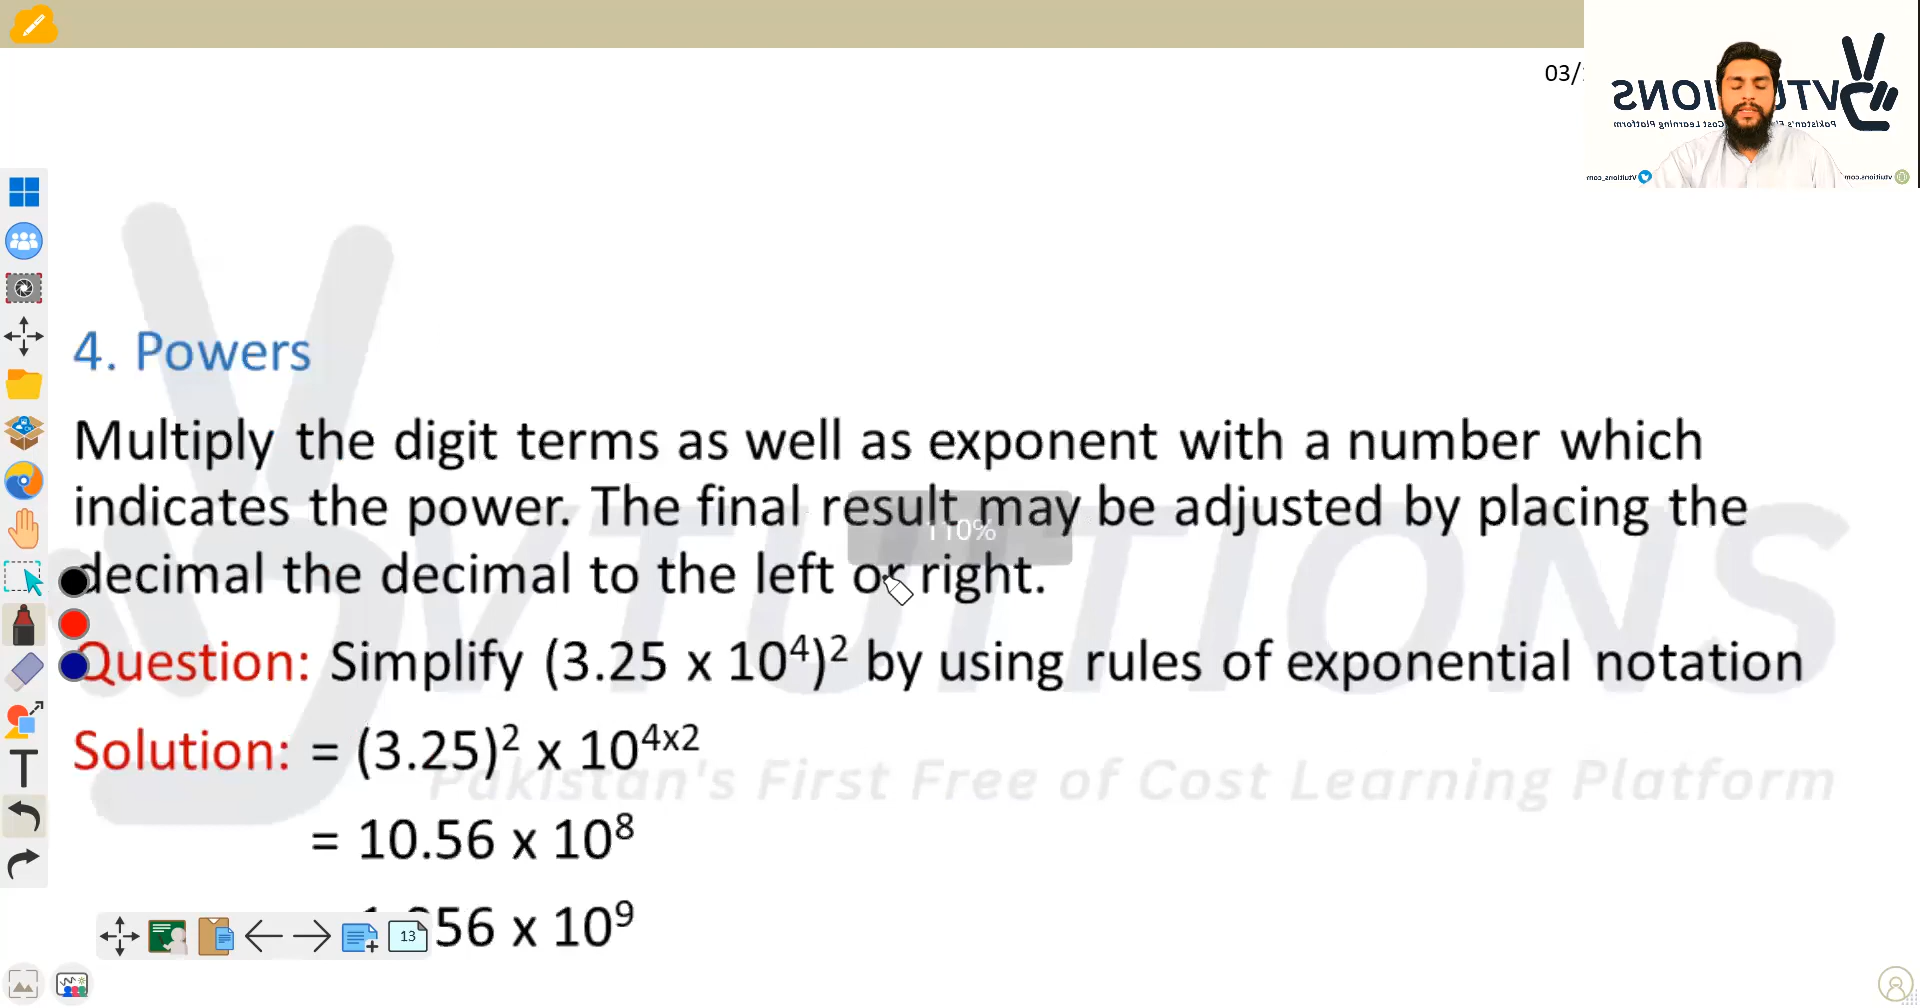 03/
4. Powers
Multiply the digit terms as well as exponent with a number which
indicates the power. The final result may be adjusted by placing the
decimal the decimal to the left or right.
110%
Question: Simplify (3.25 x 10⁴)² by using rules of exponential notation
Solution: = (3.25)² x 10⁴ˣ²
= 10.56 x 10⁸
56 x 10⁹
13
VTUTIONS
Pakistan's First Free of Cost Learning Platform
T